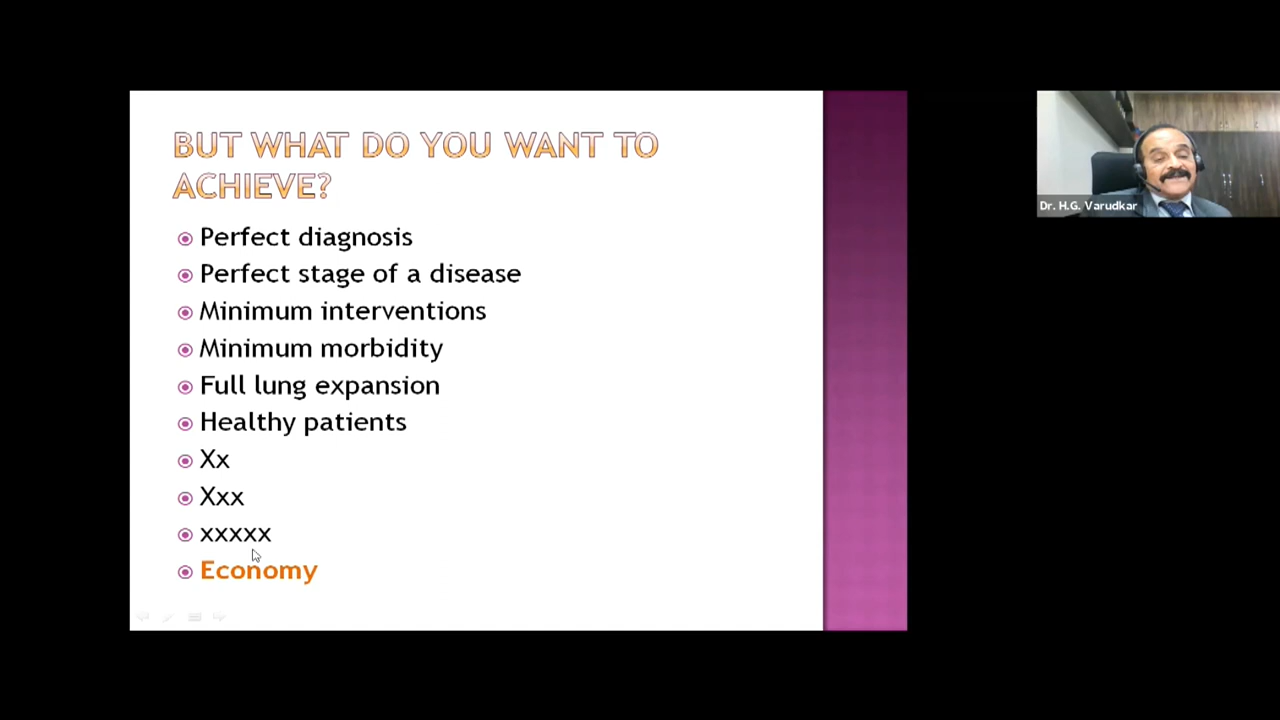 BUT WHAT DO YOU WANT TO
ACHIEVE?
Perfect diagnosis
Perfect stage of a disease
Minimum interventions
Minimum morbidity
Full lung expansion
Healthy patients
Xx
Xxx
xxxxx
Economy
Dr. H.G. Varudkar